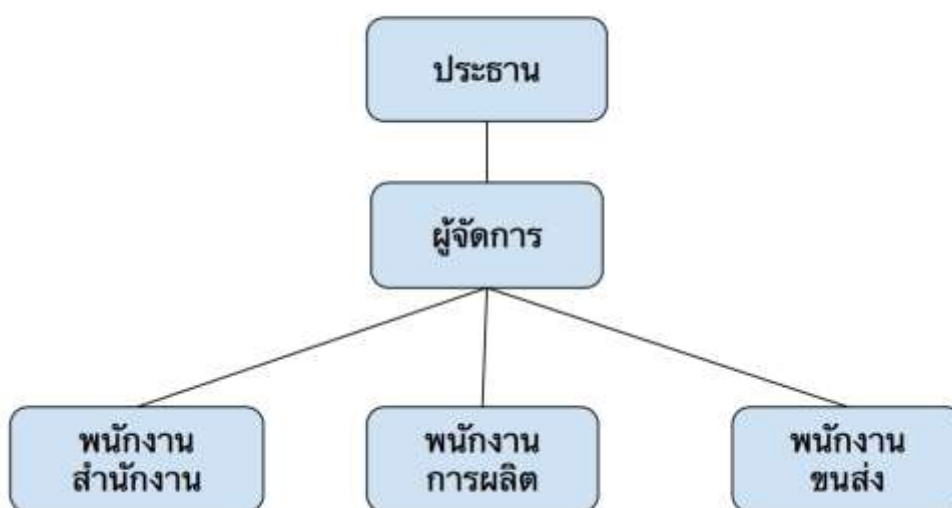 ประธาน
ผู้จัดการ
พนักงาน
สำนักงาน
พนักงาน
การผลิต
พนักงาน
ขนส่ง